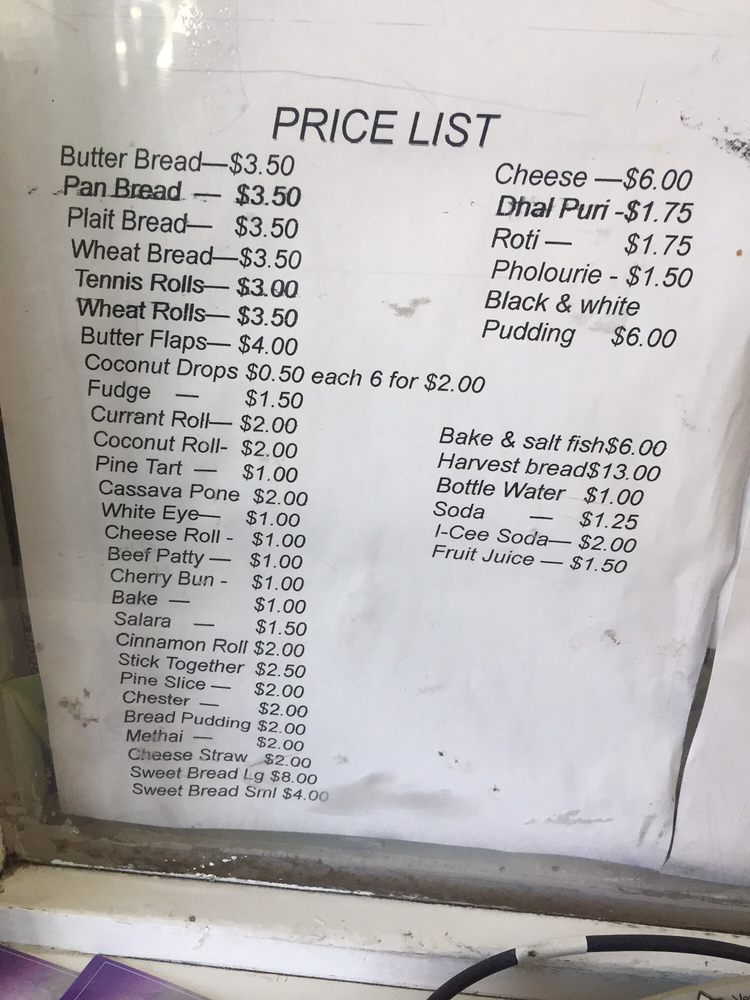 PRICE LIST
Butter Bread—$3.50
Pan Bread — $3.50
Plait Bread— $3.50
Wheat Bread—$3.50
Tennis Rolls— $3.00
Wheat Rolls— $3.50
Butter Flaps— $4.00
Coconut Drops $0.50 each 6 for $2.00
Fudge — $1.50
Currant Roll— $2.00
Coconut Roll- $2.00
Pine Tart — $1.00
Cassava Pone $2.00
White Eye— $1.00
Cheese Roll - $1.00
Beef Patty — $1.00
Cherry Bun - $1.00
Bake — $1.00
Salara — $1.50
Cinnamon Roll $2.00
Stick Together $2.50
Pine Slice — $2.00
Chester — $2.00
Bread Pudding $2.00
Methai — $2.00
Cheese Straw $2.00
Sweet Bread Lg $8.00
Sweet Bread Sml $4.00
Cheese —$6.00
Dhal Puri -$1.75
Roti — $1.75
Pholourie - $1.50
Black & white
Pudding $6.00
Bake & salt fish$6.00
Harvest bread$13.00
Bottle Water $1.00
Soda — $1.25
I-Cee Soda— $2.00
Fruit Juice — $1.50